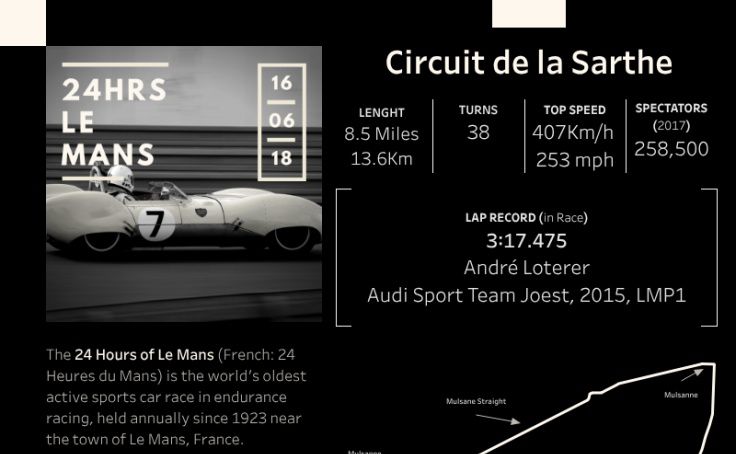 24HRS
LE
MANS
16
06
18
7
The 24 Hours of Le Mans (French: 24
Heures du Mans) is the world's oldest
active sports car race in endurance
racing, held annually since 1923 near
the town of Le Mans, France.
Circuit de la Sarthe
LENGHT
8.5 Miles
13.6Km
TURNS
38
TOP SPEED
407Km/h
253 mph
SPECTATORS
(2017)
258,500
LAP RECORD (in Race)
3:17.475
André Loterer
Audi Sport Team Joest, 2015, LMP1
Mulsane Straight
Mulsanne
Mulsanne